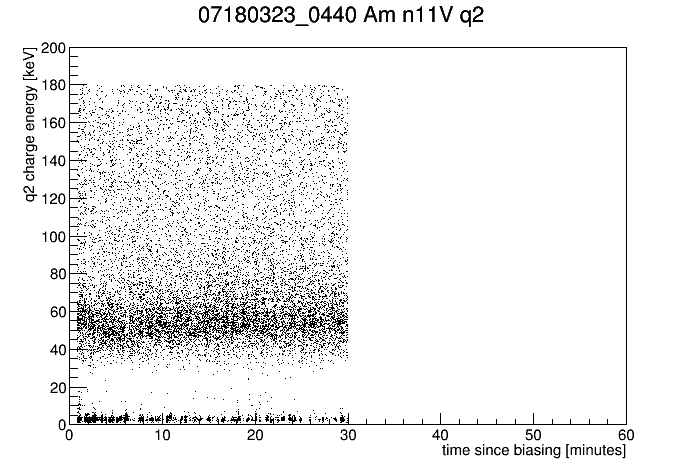 07180323_0440 Am n11V q2
q2 charge energy [keV]
200
180
160
140
120
100
80
60
40
20
0
0 10 20 30 40 50 60
time since biasing [minutes]